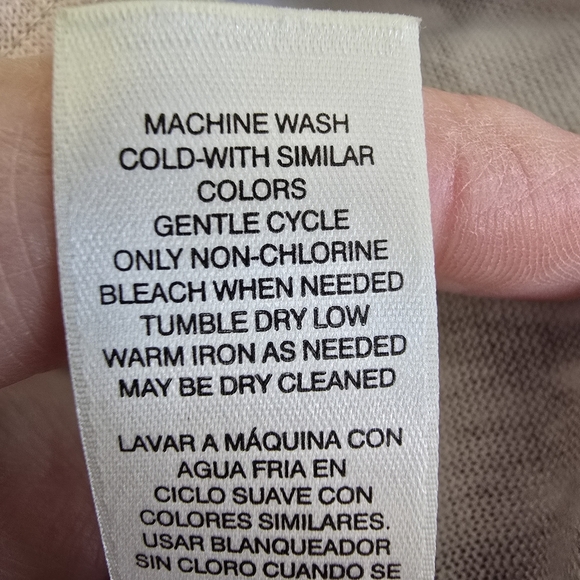 MACHINE WASH
COLD-WITH SIMILAR
COLORS
GENTLE CYCLE
ONLY NON-CHLORINE
BLEACH WHEN NEEDED
TUMBLE DRY LOW
WARM IRON AS NEEDED
MAY BE DRY CLEANED
LAVAR A MÁQUINA CON
AGUA FRIA EN
CICLO SUAVE CON
COLORES SIMILARES.
USAR BLANQUEADOR
SIN CLORO CUANDO SE